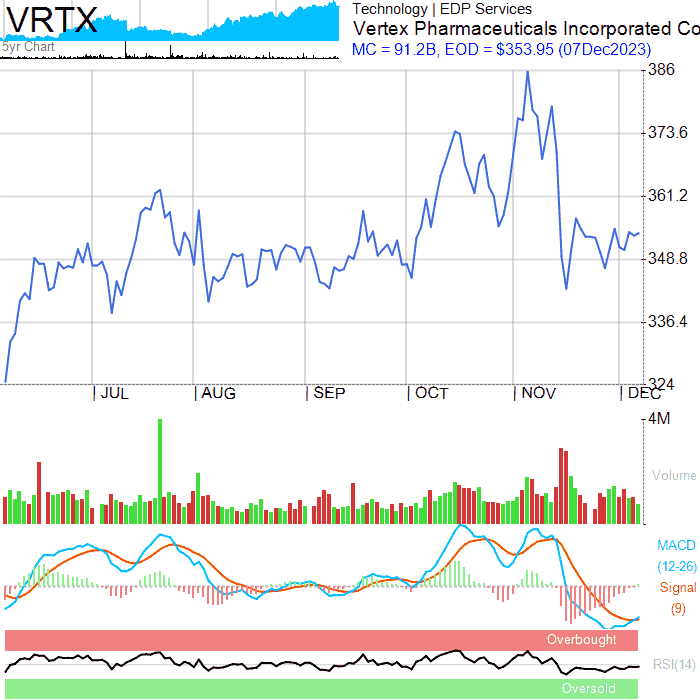 VRTX
5yr Chart
Technology | EDP Services
Vertex Pharmaceuticals Incorporated Co
MC = 91.2B, EOD = $353.95 (07Dec2023)
386
373.6
361.2
348.8
336.4
324
JUL AUG SEP OCT NOV DEC
4M
Volume
MACD
(12-26)
Signal
(9)
Overbought
RSI(14)
Oversold